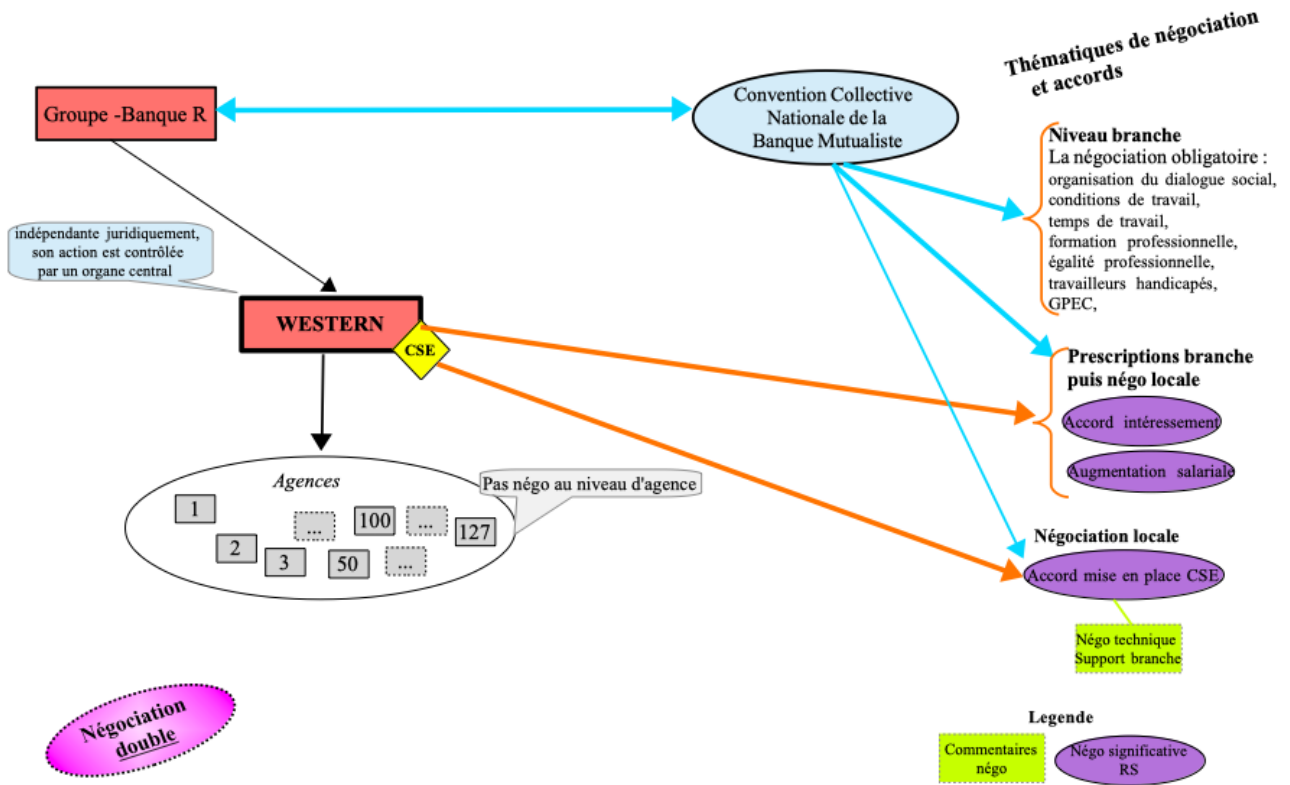 Thématiques de négociation
et accords
Groupe -Banque R
Convention Collective
Nationale de la
Banque Mutualiste
Niveau branche
La négociation obligatoire :
organisation du dialogue social,
conditions de travail,
temps de travail,
formation professionnelle,
égalité professionnelle,
travailleurs handicapés,
GPEC,
indépendante juridiquement,
son action est contrôlée
par un organe central
WESTERN
CSE
Prescriptions branche
puis négo locale
Accord intéressement
Augmentation salariale
Agences
Pas négo au niveau d'agence
1
2
3
...
50
100
...
...
127
Négociation locale
Accord mise en place CSE
Négo technique
Support branche
Négociation
double
Legende
Commentaires
négo
Négo significative
RS